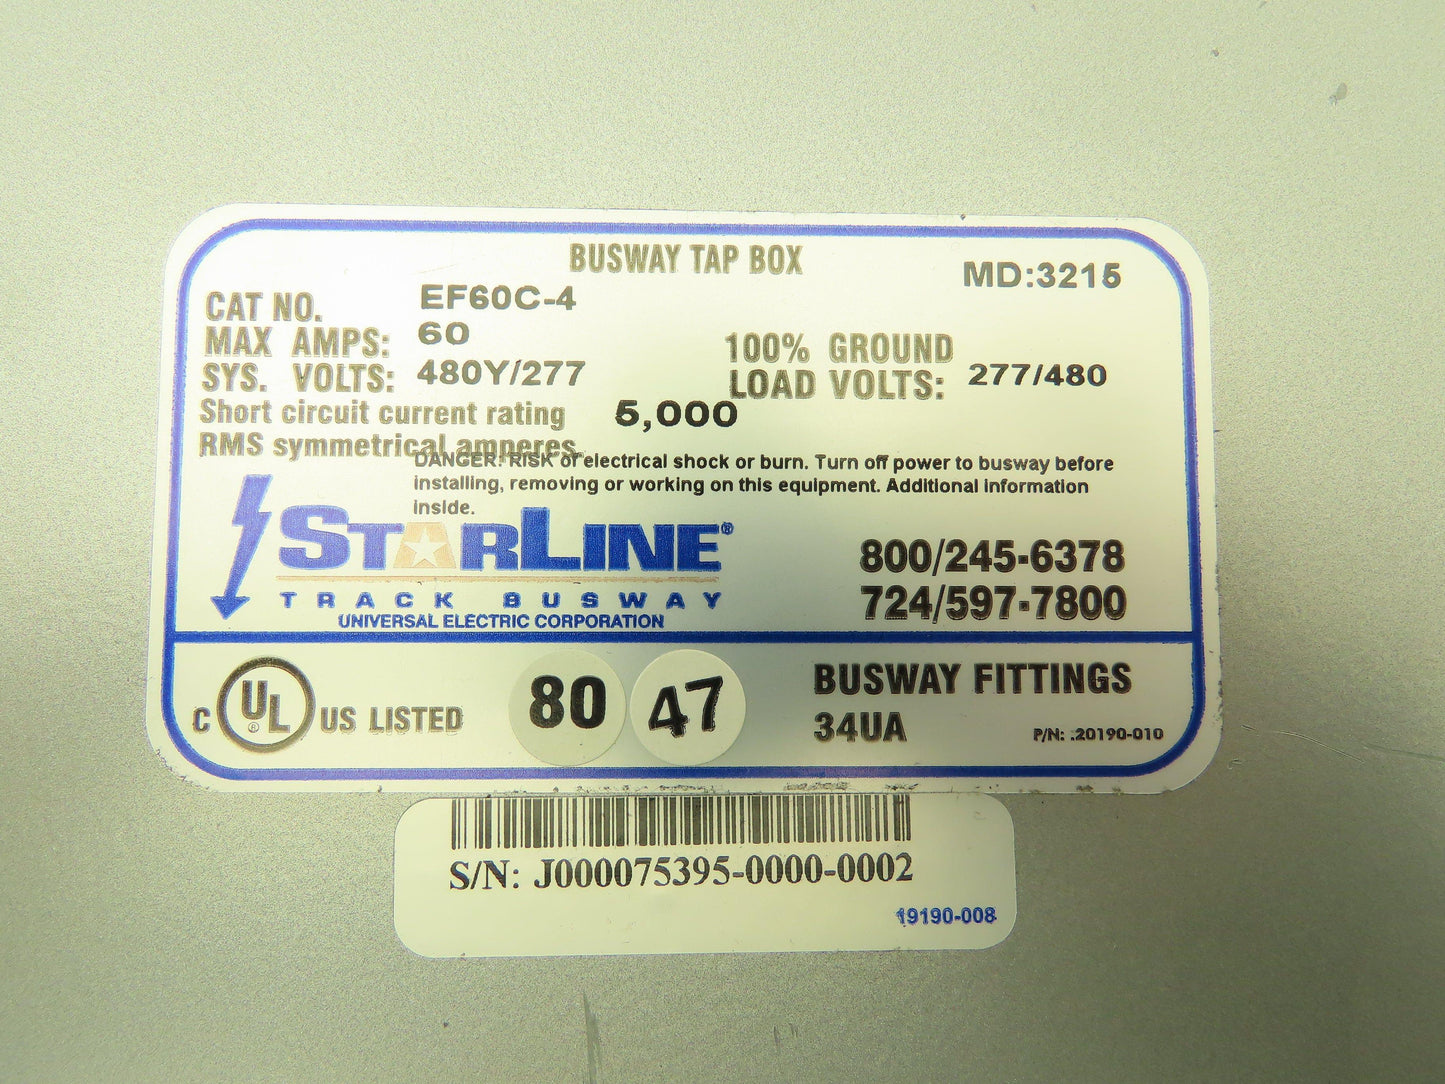 BUSWAY TAP BOX
MD:3215
CAT NO. EF60C-4
MAX AMPS: 60
SYS. VOLTS: 480Y/277
100% GROUND
LOAD VOLTS: 277/480
Short circuit current rating 5,000
RMS symmetrical amperes.
DANGER: RISK of electrical shock or burn. Turn off power to busway before
installing, removing or working on this equipment. Additional information
inside.
STARLINE®
TRACK BUSWAY
UNIVERSAL ELECTRIC CORPORATION
800/245-6378
724/597-7800
C UL® US LISTED
80 47
BUSWAY FITTINGS
34UA
P/N: .20190-010
S/N: J000075395-0000-0002
19190-008